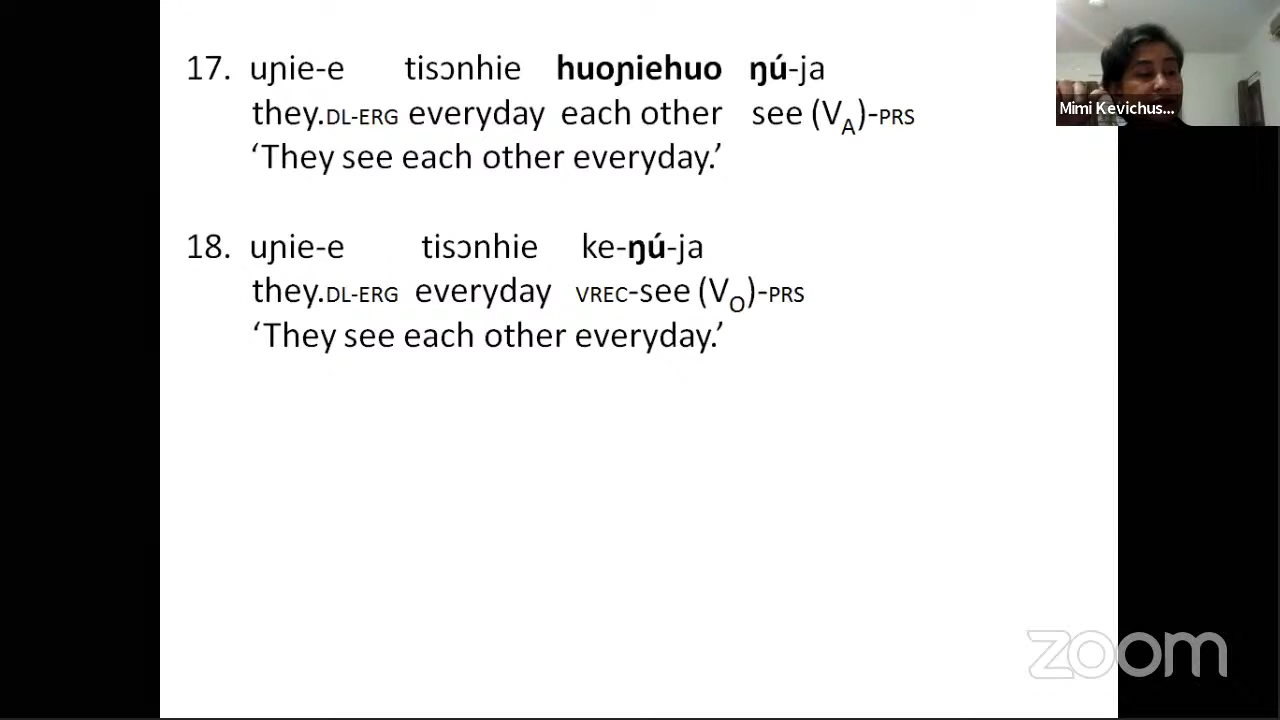 17. uɲie-e tisɔnhie huoɲiehuo ŋú-ja
they.DL-ERG everyday each other see (VA)-PRS
‘They see each other everyday.’
18. uɲie-e tisɔnhie ke-ŋú-ja
they.DL-ERG everyday VREC-see (VO)-PRS
‘They see each other everyday.’
Mimi Kevichus...
zoom